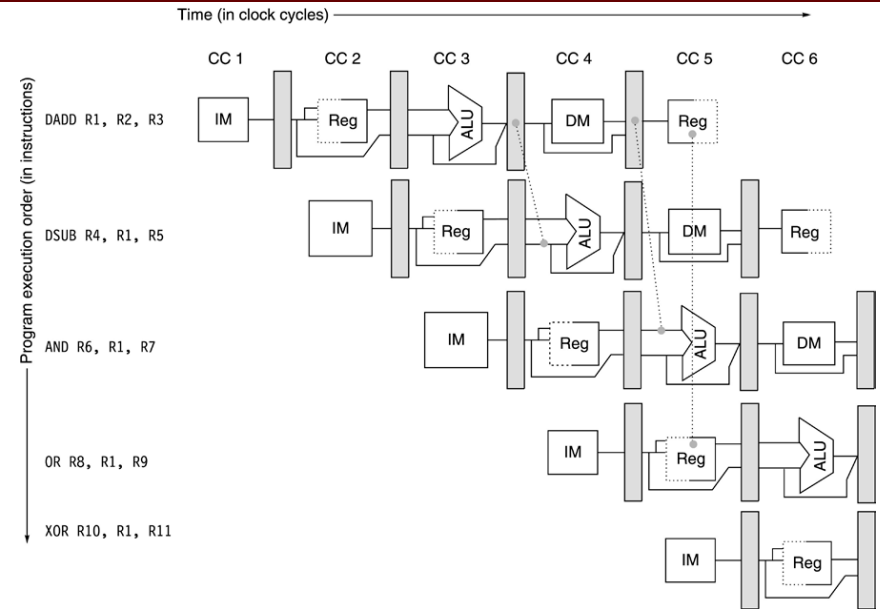 Time (in clock cycles)
CC 1 CC 2 CC 3 CC 4 CC 5 CC 6
Program execution order (in instructions)
DADD R1, R2, R3 IM Reg ALU DM Reg
DSUB R4, R1, R5 IM Reg ALU DM Reg
AND R6, R1, R7 IM Reg ALU DM
OR R8, R1, R9 IM Reg ALU
XOR R10, R1, R11 IM Reg